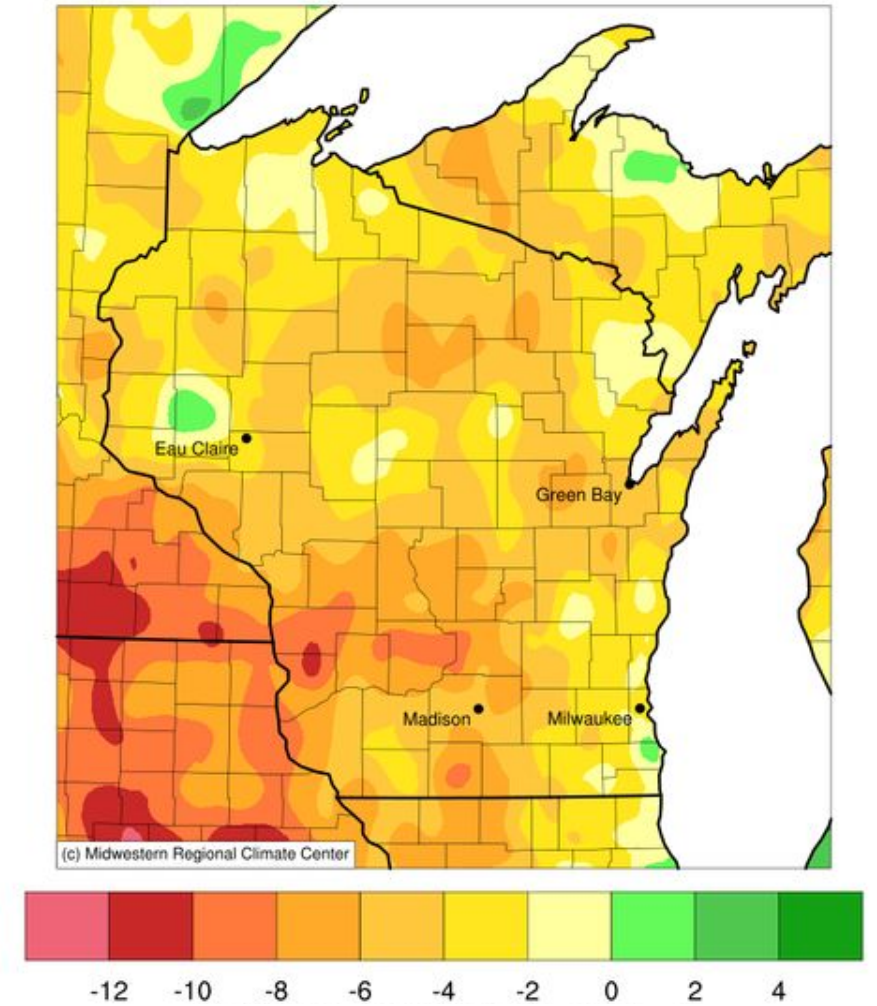 Eau Claire
Green Bay
Madison
Milwaukee
(c) Midwestern Regional Climate Center
-12 -10 -8 -6 -4 -2 0 2 4